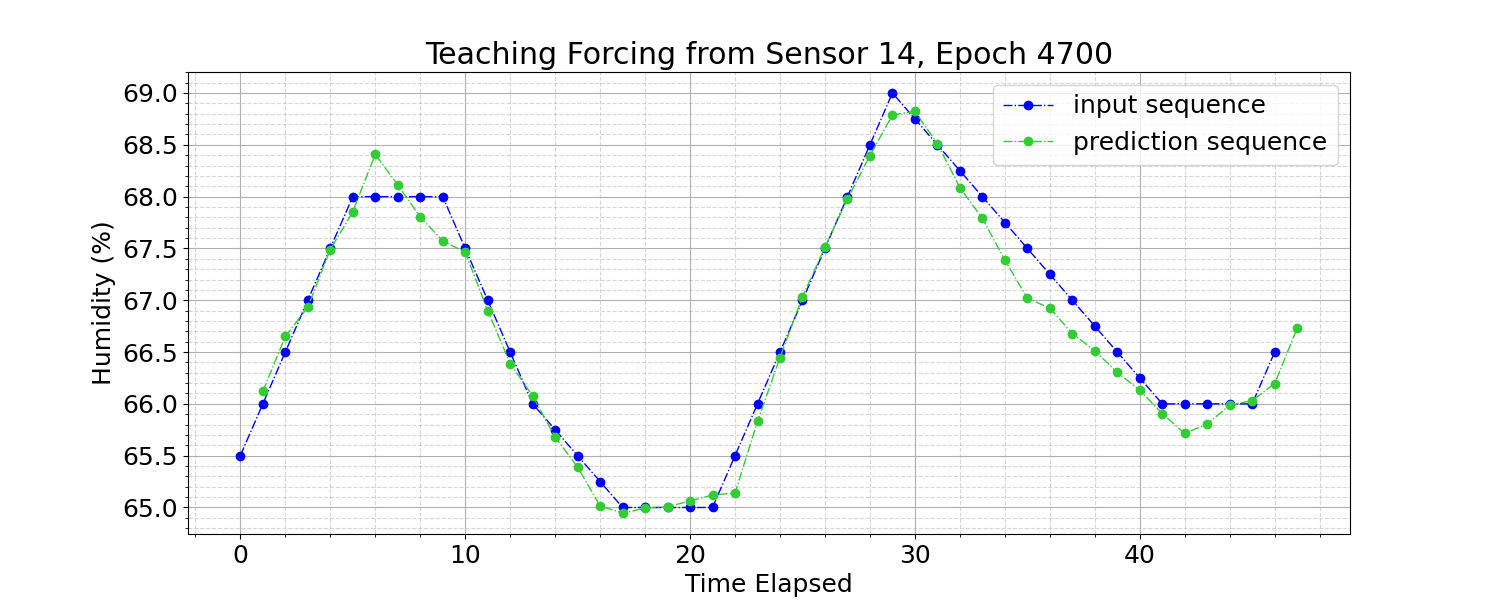 Teaching Forcing from Sensor 14, Epoch 4700
69.0
68.5
68.0
67.5
67.0
66.5
66.0
65.5
65.0
Humidity (%)
input sequence
prediction sequence
0 10 20 30 40
Time Elapsed